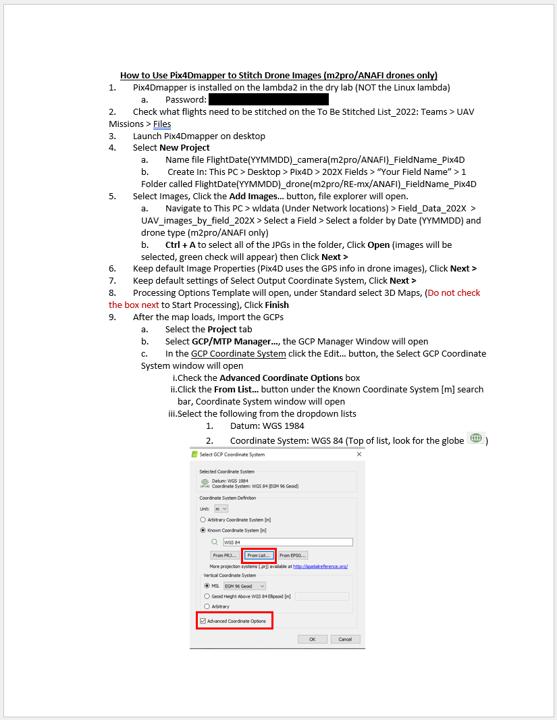 How to Use Pix4Dmapper to Stitch Drone Images (m2pro/ANAFI drones only)
1. Pix4Dmapper is installed on the lambda2 in the dry lab (NOT the Linux lambda)
a. Password:
2. Check what flights need to be stitched on the To Be Stitched List_2022: Teams > UAV
Missions > Files
3. Launch Pix4Dmapper on desktop
4. Select New Project
a. Name file FlightDate(YYMMDD)_camera(m2pro/ANAFI)_FieldName_Pix4D
b. Create In: This PC > Desktop > Pix4D > 202X Fields > “Your Field Name” > 1
Folder called FlightDate(YYMMDD)_drone(m2pro/RE-mx/ANAFI)_FieldName_Pix4D
5. Select Images, Click the Add Images... button, file explorer will open.
a. Navigate to This PC > wldata (Under Network locations) > Field_Data_202X >
UAV_images_by_field_202X > Select a Field > Select a folder by Date (YYMMDD) and
drone type (m2pro/ANAFI only)
b. Ctrl + A to select all of the JPGs in the folder, Click Open (images will be
selected, green check will appear) then Click Next >
6. Keep default Image Properties (Pix4D uses the GPS info in drone images), Click Next >
7. Keep default settings of Select Output Coordinate System, Click Next >
8. Processing Options Template will open, under Standard select 3D Maps, (Do not check
the box next to Start Processing), Click Finish
9. After the map loads, Import the GCPs
a. Select the Project tab
b. Select GCP/MTP Manager..., the GCP Manager Window will open
c. In the GCP Coordinate System click the Edit... button, the Select GCP Coordinate
System window will open
i.Check the Advanced Coordinate Options box
ii.Click the From List... button under the Known Coordinate System [m] search
bar, Coordinate System window will open
iii.Select the following from the dropdown lists
1. Datum: WGS 1984
2. Coordinate System: WGS 84 (Top of list, look for the globe )
Select GCP Coordinate System
Selected Coordinate System
Datum: WGS 1984
Coordinate System: WGS 84 (EGM 96 Geoid)
Coordinate System Definition
Unit: m
Arbitrary Coordinate System [m]
Known Coordinate System [m]
WGS 84
From PRJ... From List... From EPSG...
More projection systems (.prj) available at http://spatialreference.org/
Vertical Coordinate System
MSL EGM 96 Geoid
Geoid Height Above WGS 84 Ellipsoid [m]
Arbitrary
Advanced Coordinate Options
OK Cancel